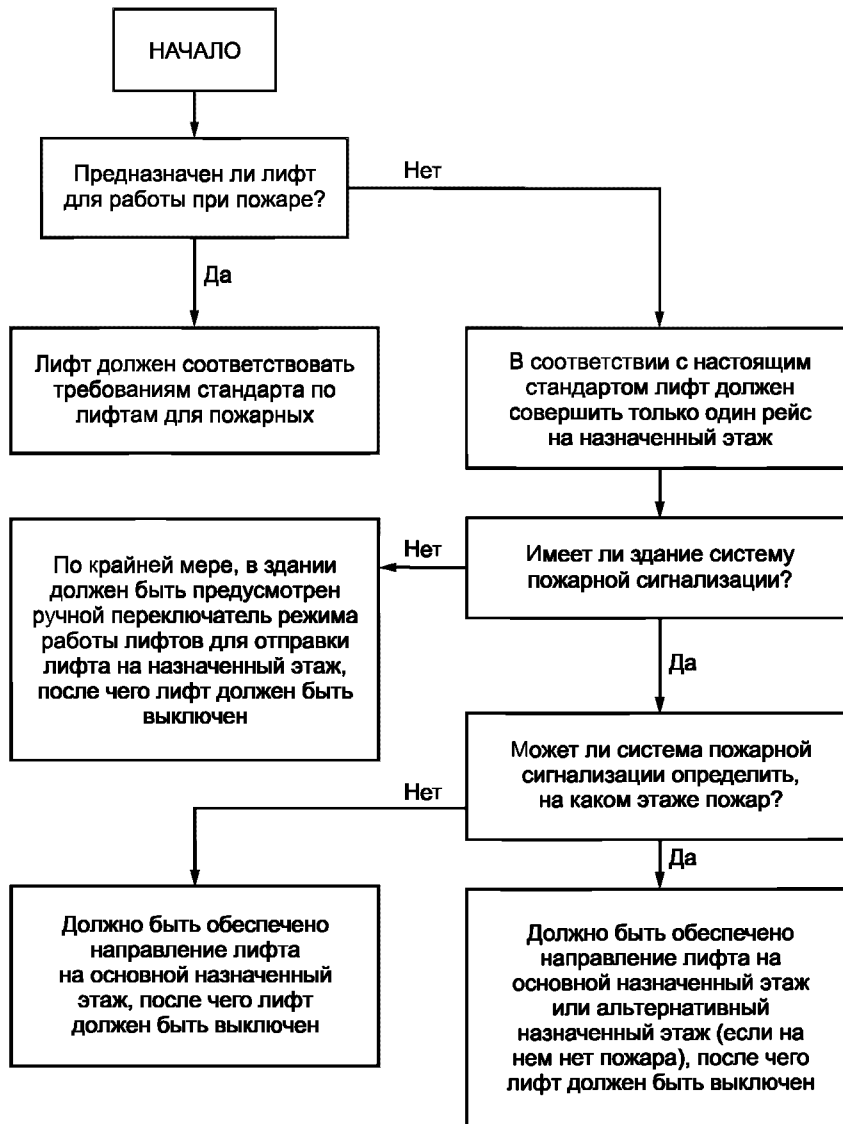 НАЧАЛО
Предназначен ли лифт
для работы при пожаре?
Нет
Да
Лифт должен соответствовать
требованиям стандарта по
лифтам для пожарных
В соответствии с настоящим
стандартом лифт должен
совершить только один рейс
на назначенный этаж
Имеет ли здание систему
пожарной сигнализации?
Нет
По крайней мере, в здании
должен быть предусмотрен
ручной переключатель режима
работы лифтов для отправки
лифта на назначенный этаж,
после чего лифт должен быть
выключен
Да
Может ли система пожарной
сигнализации определить,
на каком этаже пожар?
Нет
Да
Должно быть обеспечено
направление лифта
на основной назначенный
этаж, после чего лифт
должен быть выключен
Должно быть обеспечено
направление лифта на
основной назначенный этаж
или альтернативный
назначенный этаж (если на
нем нет пожара), после чего
лифт должен быть выключен